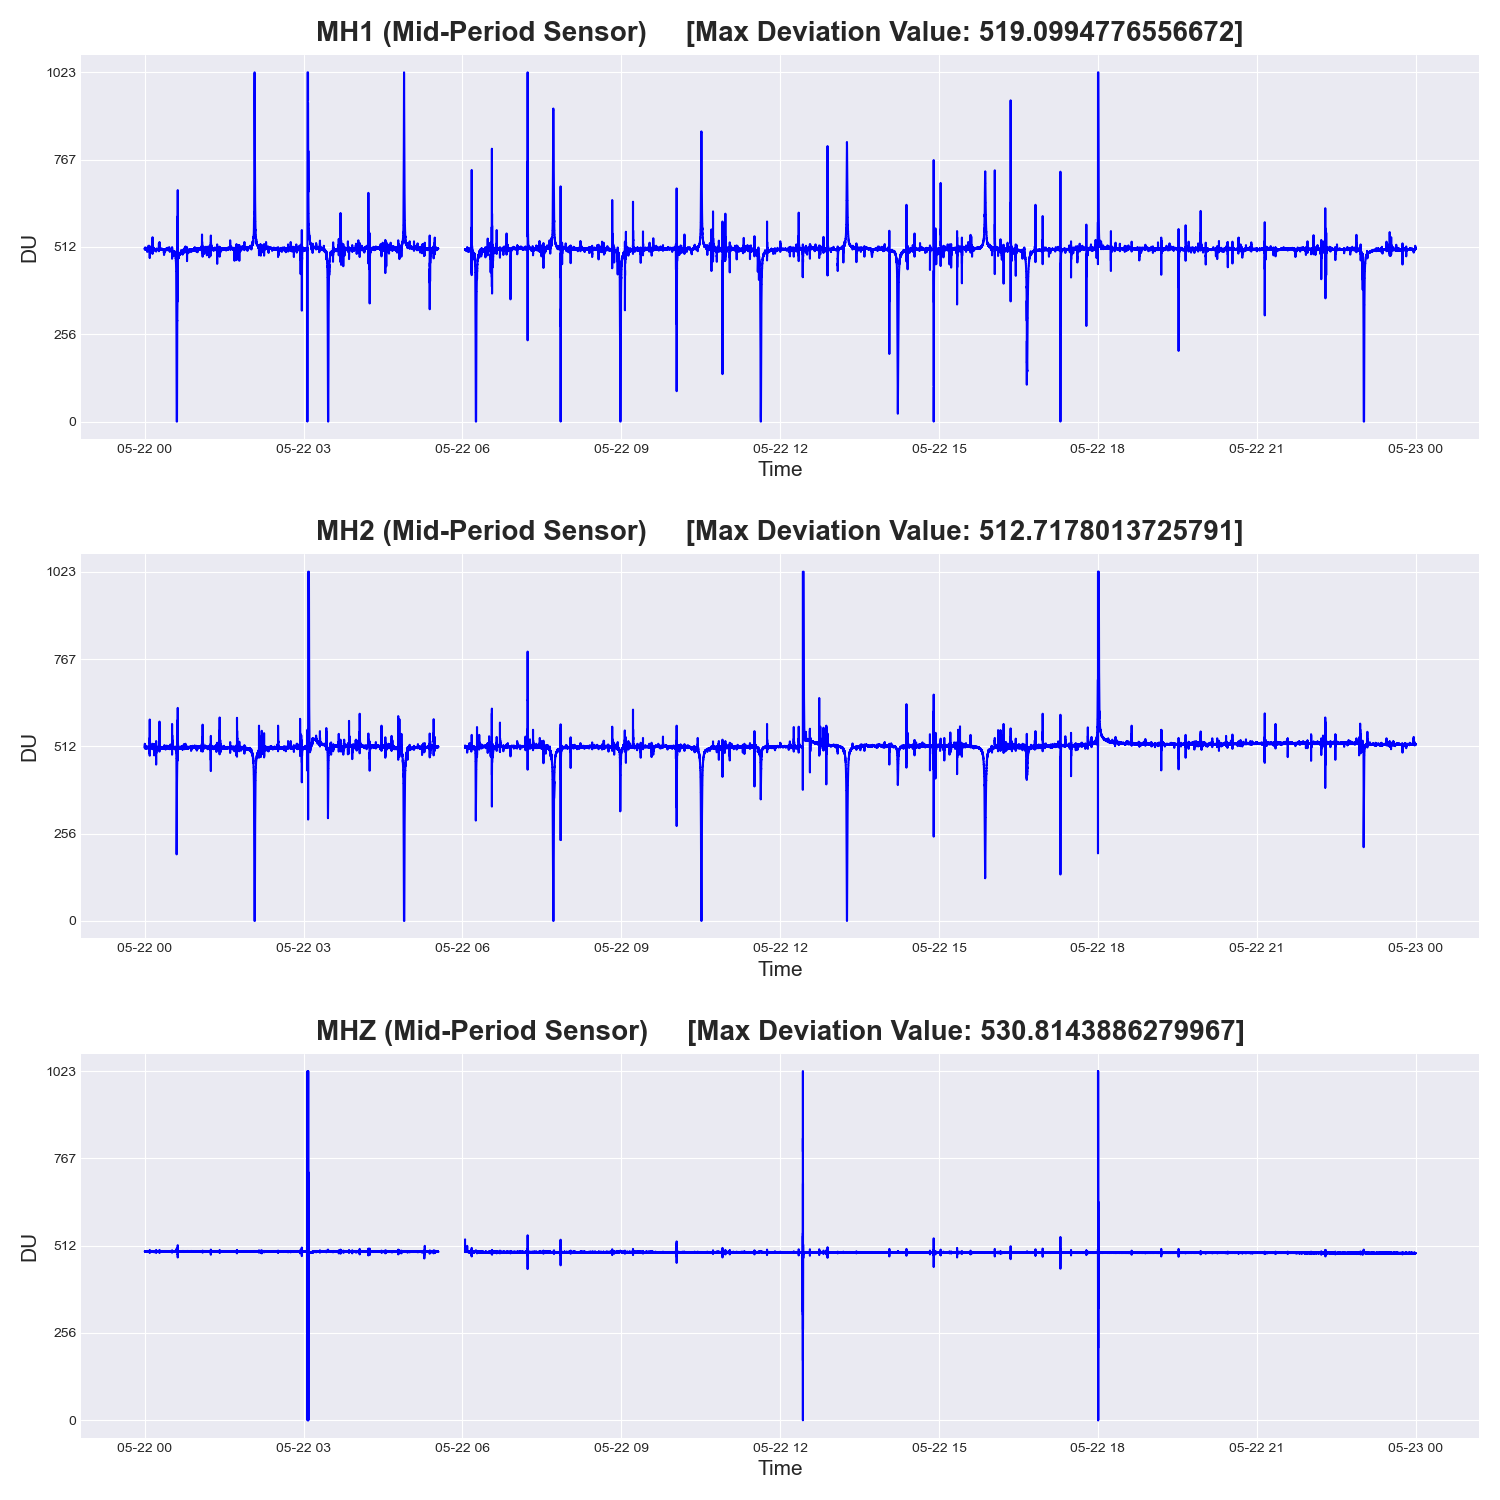 MH1 (Mid-Period Sensor) [Max Deviation Value: 519.0994776556672]
1023
767
512
256
0
DU
05-22 00 05-22 03 05-22 06 05-22 09 05-22 12 05-22 15 05-22 18 05-22 21 05-23 00
Time
MH2 (Mid-Period Sensor) [Max Deviation Value: 512.7178013725791]
1023
767
512
256
0
DU
05-22 00 05-22 03 05-22 06 05-22 09 05-22 12 05-22 15 05-22 18 05-22 21 05-23 00
Time
MHZ (Mid-Period Sensor) [Max Deviation Value: 530.8143886279967]
1023
767
512
256
0
DU
05-22 00 05-22 03 05-22 06 05-22 09 05-22 12 05-22 15 05-22 18 05-22 21 05-23 00
Time